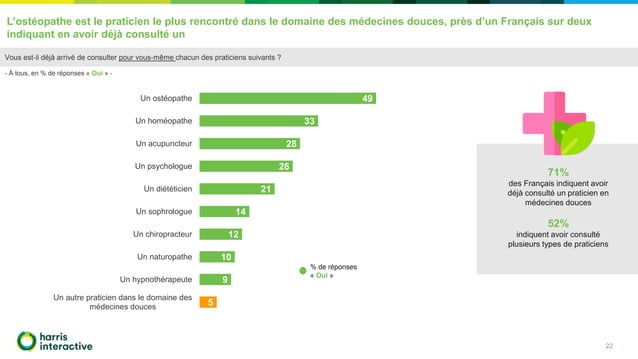 L'ostéopathe est le praticien le plus rencontré dans le domaine des médecines douces, près d'un Français sur deux
indiquant en avoir déjà consulté un
Vous est-il déjà arrivé de consulter pour vous-même chacun des praticiens suivants ?
- À tous, en % de réponses « Oui » -
Un ostéopathe 49
Un homéopathe 33
Un acupuncteur 28
Un psychologue 26
Un diététicien 21
Un sophrologue 14
Un chiropracteur 12
Un naturopathe 10
Un hypnothérapeute 9
Un autre praticien dans le domaine des
médecines douces 5
% de réponses
« Oui »
71%
des Français indiquent avoir
déjà consulté un praticien en
médecines douces
52%
indiquent avoir consulté
plusieurs types de praticiens
harris
interactive
22